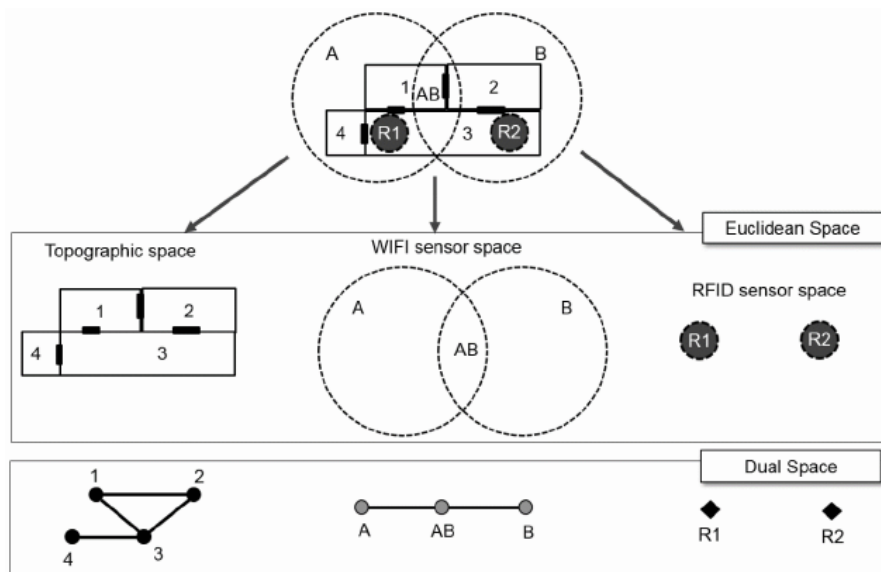 A
B
1
AB
2
4
R1
3
R2
Euclidean Space
Topographic space
WIFI sensor space
RFID sensor space
1
2
4
3
A
B
AB
R1
R2
Dual Space
1
2
4
3
A
AB
B
R1
R2